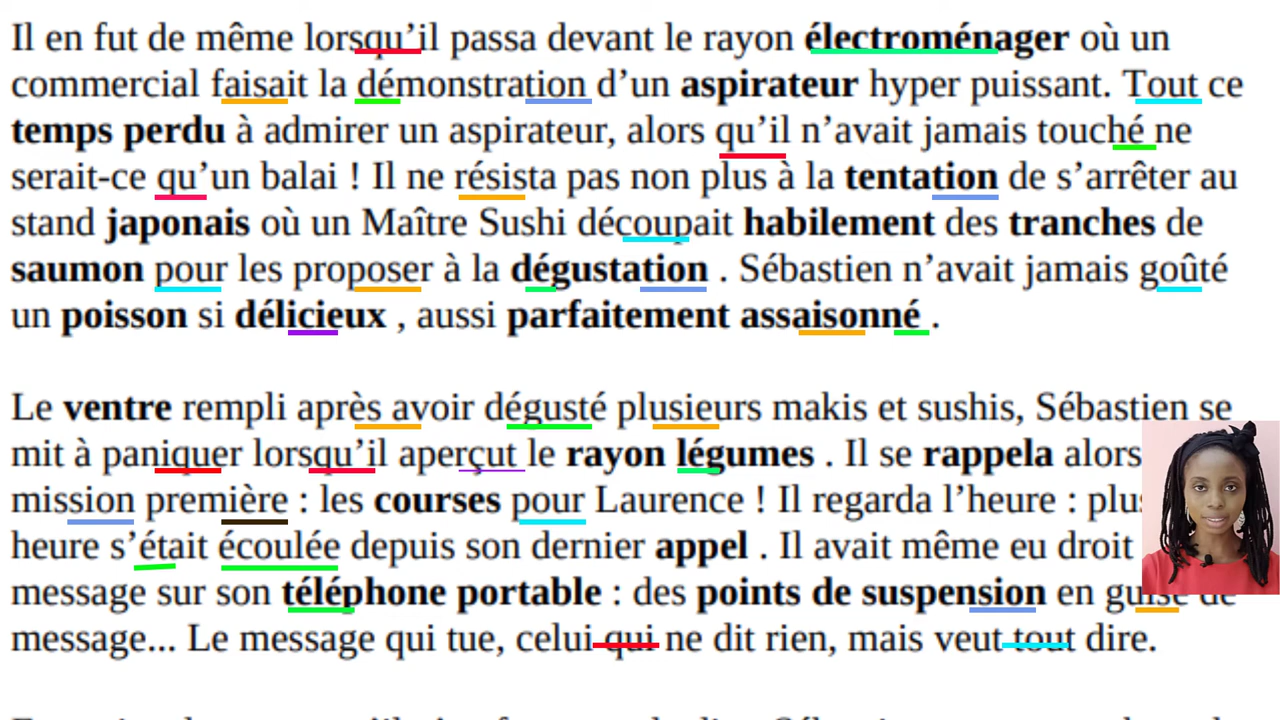 Il en fut de même lorsqu’il passa devant le rayon électroménager où un
commercial faisait la démonstration d’un aspirateur hyper puissant. Tout ce
temps perdu à admirer un aspirateur, alors qu’il n’avait jamais touché ne
serait-ce qu’un balai ! Il ne résista pas non plus à la tentation de s’arrêter au
stand japonais où un Maître Sushi découpait habilement des tranches de
saumon pour les proposer à la dégustation . Sébastien n’avait jamais goûté
un poisson si délicieux , aussi parfaitement assaisonné .
Le ventre rempli après avoir dégusté plusieurs makis et sushis, Sébastien se
mit à paniquer lorsqu’il aperçut le rayon légumes . Il se rappela alors
mission première : les courses pour Laurence ! Il regarda l’heure :
heure s’était écoulée depuis son dernier appel . Il avait même eu droit
message sur son téléphone portable : des points de suspension en guise de
message... Le message qui tue, celui qui ne dit rien, mais veut tout dire.